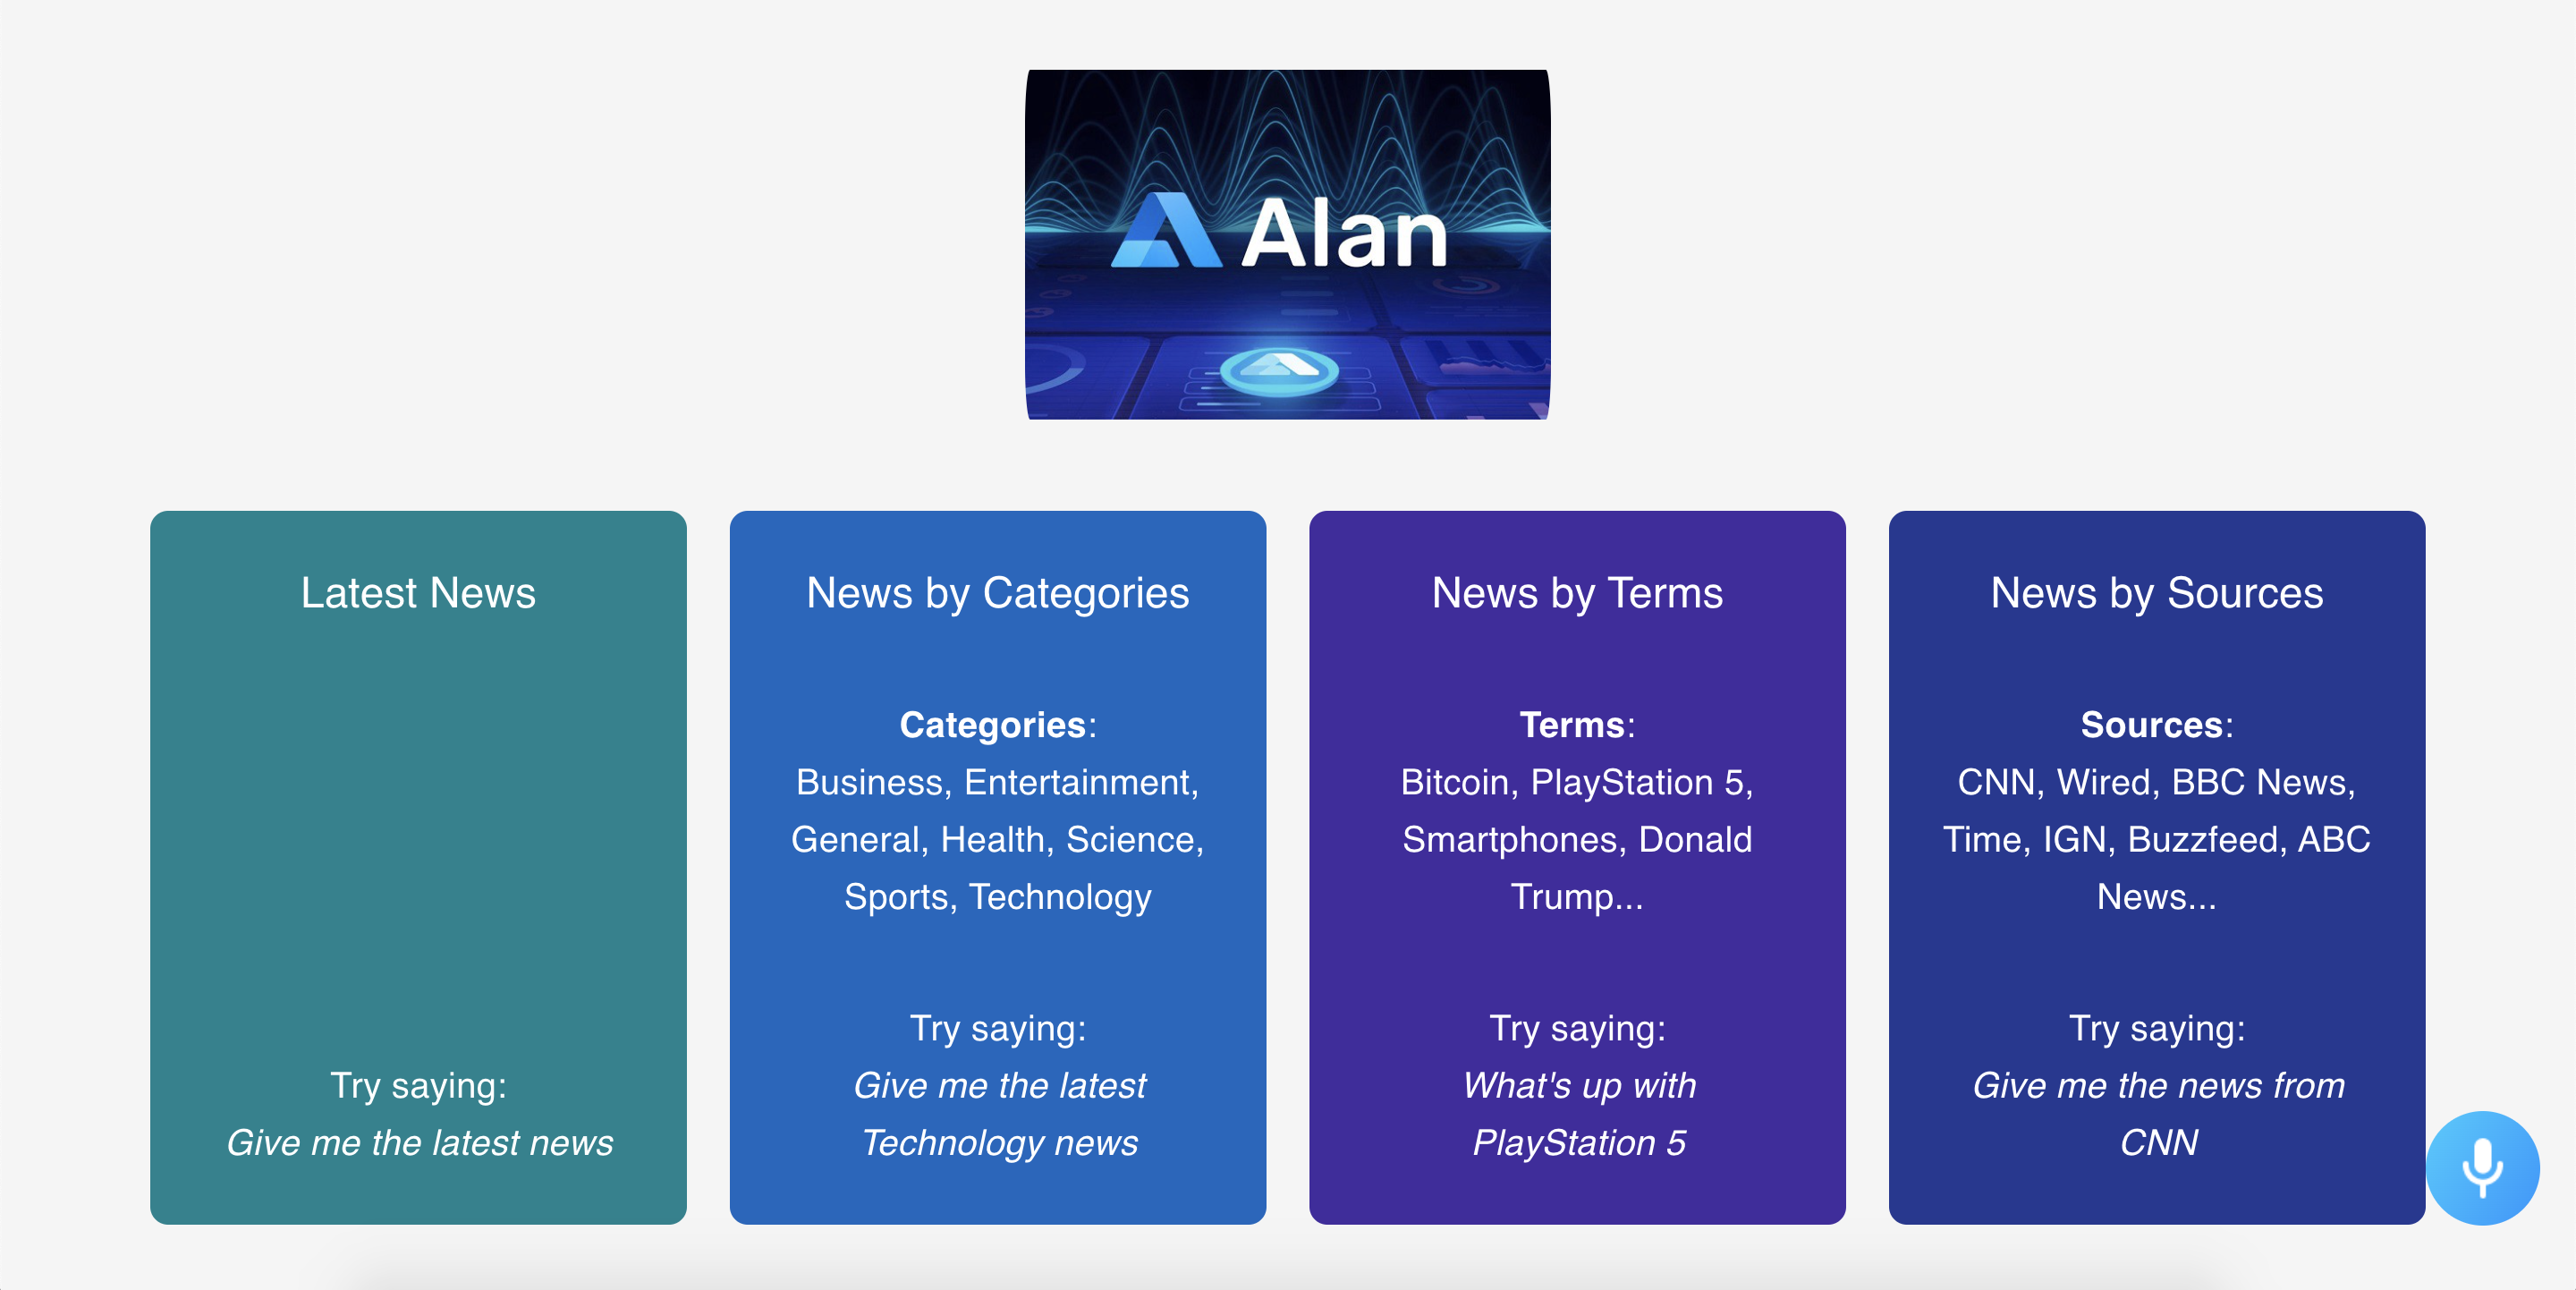 Alan
Latest News
Try saying:
Give me the latest news
News by Categories
Categories:
Business, Entertainment,
General, Health, Science,
Sports, Technology
Try saying:
Give me the latest
Technology news
News by Terms
Terms:
Bitcoin, PlayStation 5,
Smartphones, Donald
Trump...
Try saying:
What's up with
PlayStation 5
News by Sources
Sources:
CNN, Wired, BBC News,
Time, IGN, Buzzfeed, ABC
News...
Try saying:
Give me the news from
CNN